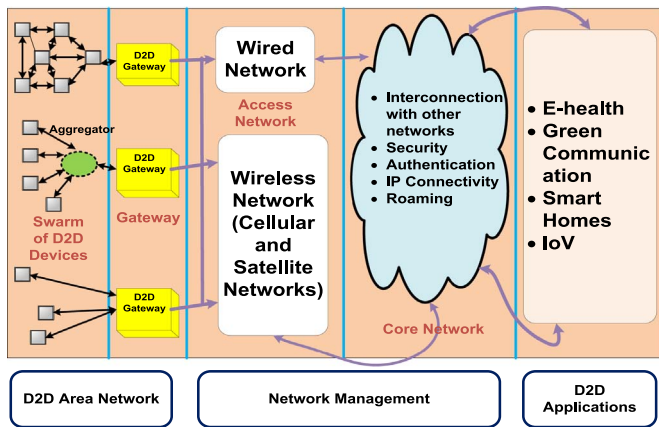 D2D
Gateway
Aggregator
D2D
Gateway
Swarm
of D2D
Devices
Gateway
D2D
Gateway
Wired
Network
Access
Network
Wireless
Network
(Cellular
and
Satellite
Networks)
• Interconnection
with other
networks
• Security
• Authentication
• IP Connectivity
• Roaming
Core Network
• E-health
• Green
Communic
ation
• Smart
Homes
• IoV
D2D Area Network
Network Management
D2D
Applications